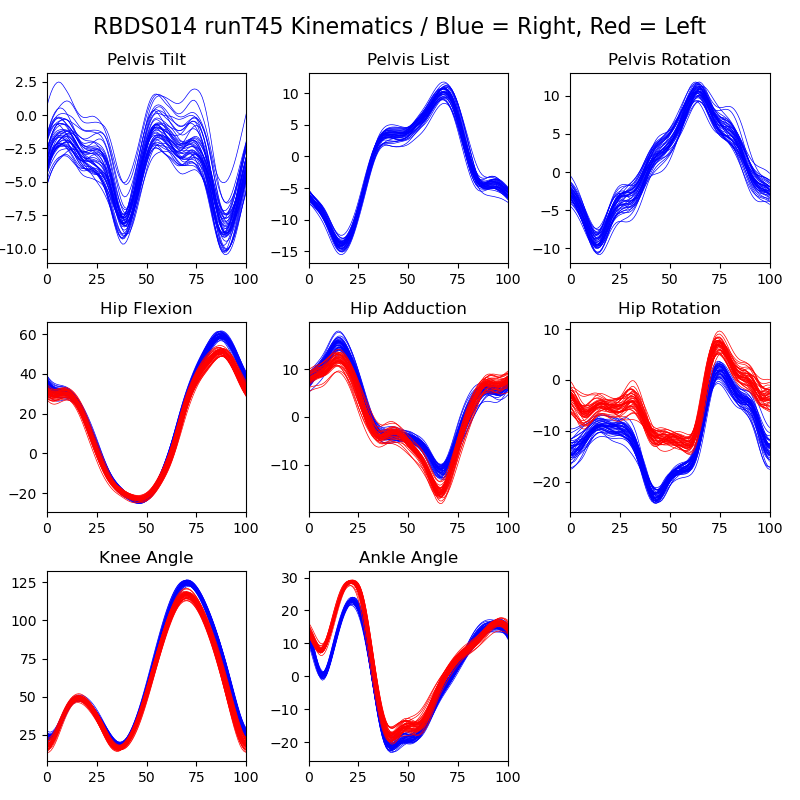 RBDS014 runT45 Kinematics / Blue = Right, Red = Left
Pelvis Tilt
Pelvis List
Pelvis Rotation
2.5
0.0
−2.5
−5.0
−7.5
−10.0
0 25 50 75 100
10
5
0
−5
−10
−15
0 25 50 75 100
10
5
0
−5
−10
0 25 50 75 100
Hip Flexion
Hip Adduction
Hip Rotation
60
40
20
0
−20
0 25 50 75 100
10
0
−10
0 25 50 75 100
10
0
−10
−20
0 25 50 75 100
Knee Angle
Ankle Angle
125
100
75
50
25
0 25 50 75 100
30
20
10
0
−10
−20
0 25 50 75 100